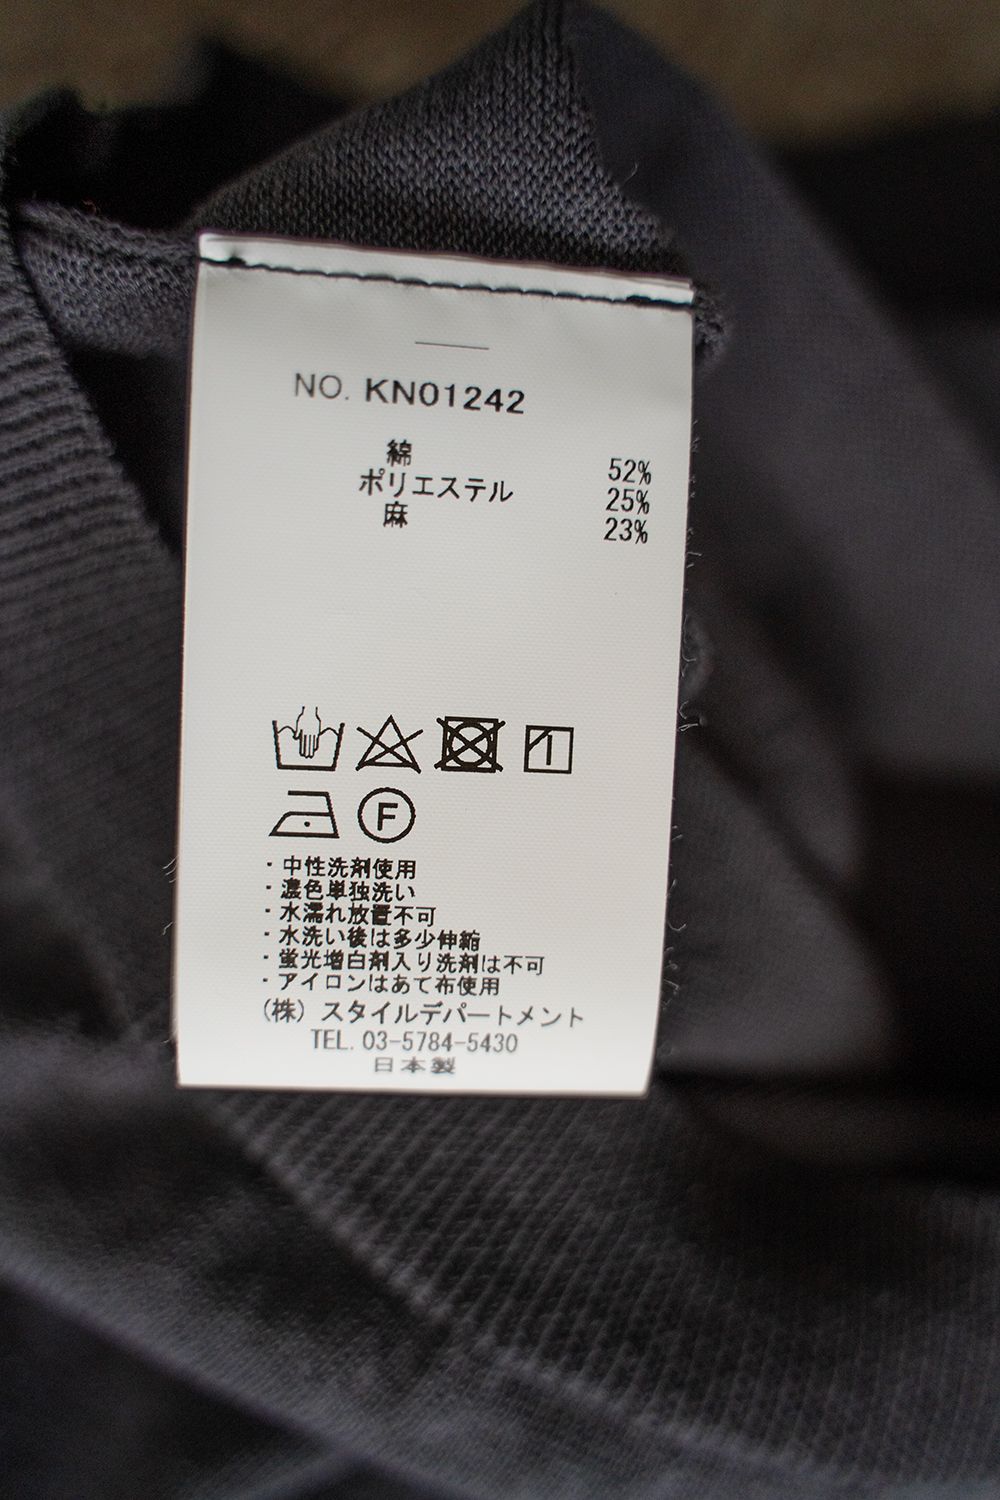 NO. KN01242
綿 52%
ポリエステル 25%
麻 23%
F
・中性洗剤使用
・濃色単独洗い
・水濡れ放置不可
・水洗い後は多少伸縮
・蛍光増白剤入り洗剤は不可
・アイロンはあて布使用
(株) スタイルデパートメント
TEL. 03-5784-5430
日本製